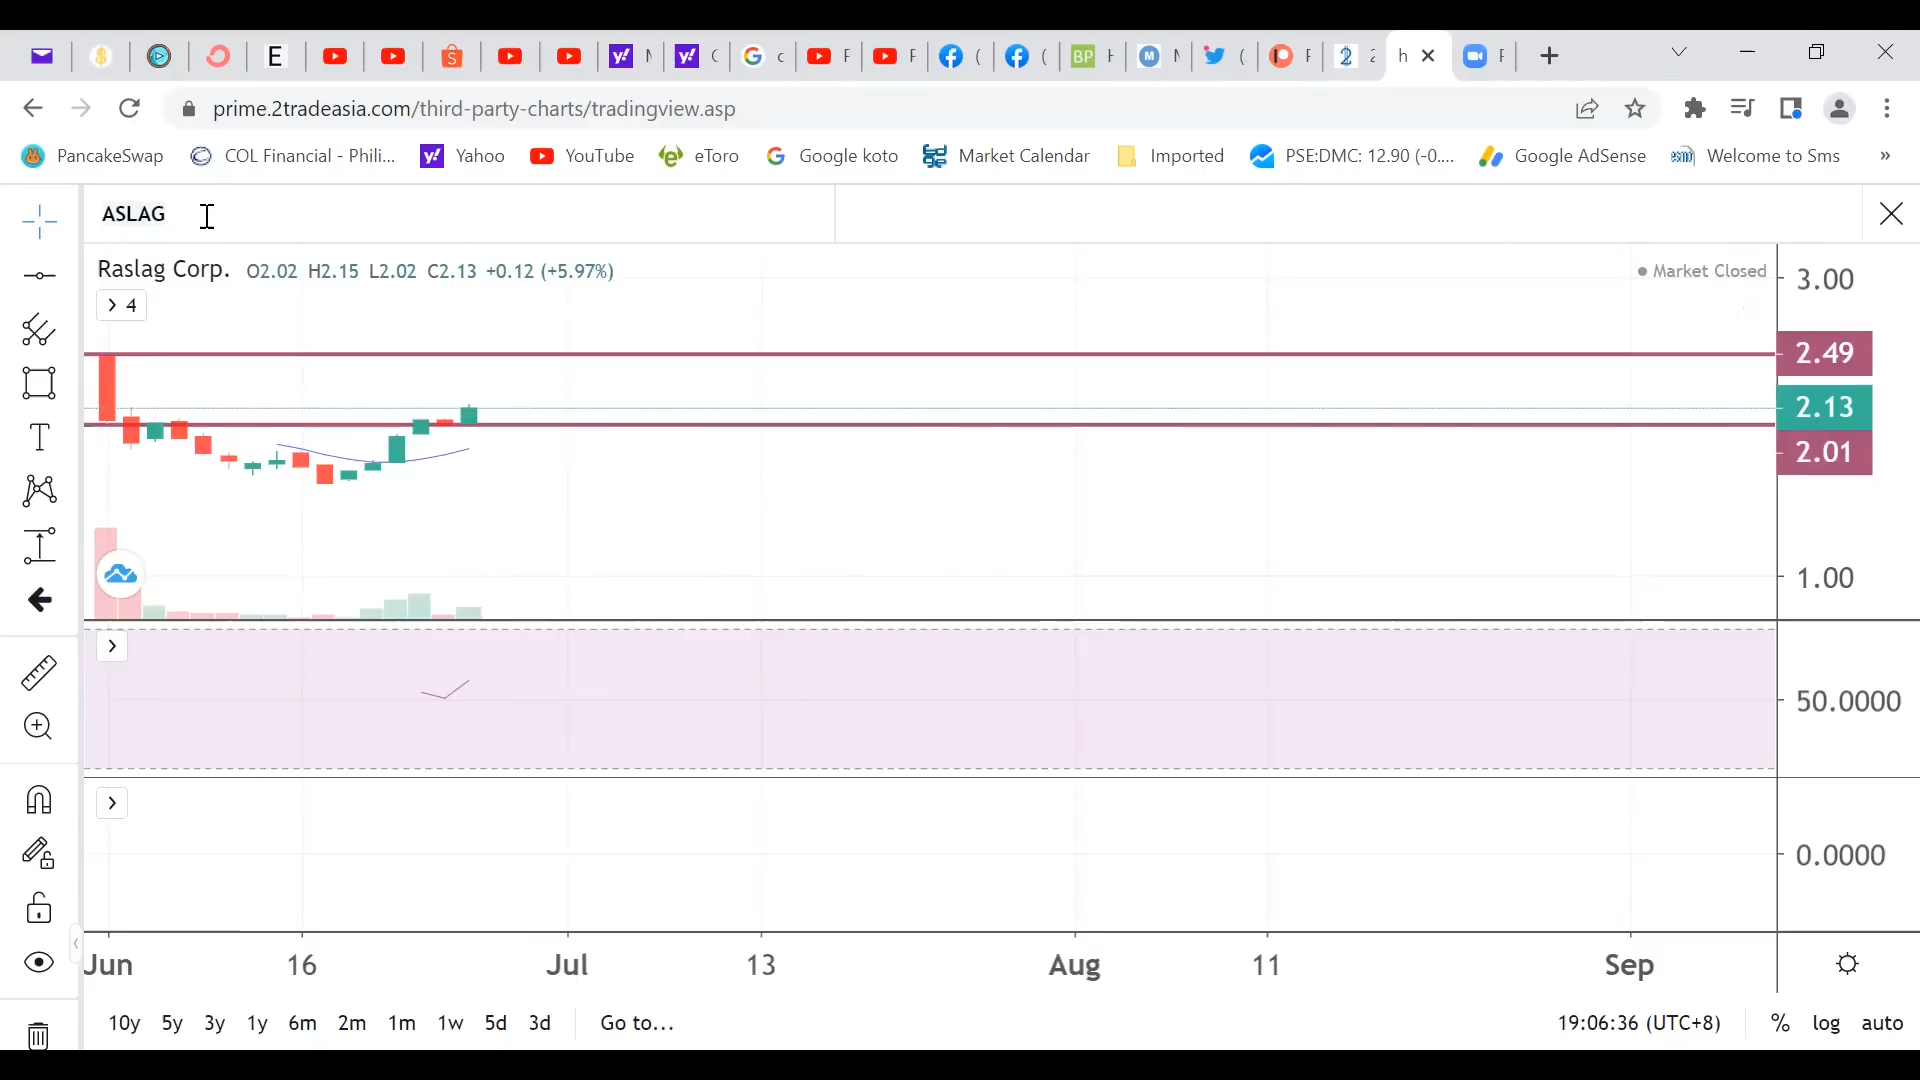 E N C c F F ( ( BP H M N ( F 2 h F
prime.2tradeasia.com/third-party-charts/tradingview.asp
PancakeSwap COL Financial - Phili... y! Yahoo YouTube eToro Google koto Market Calendar Imported PSE:DMC: 12.90 (-0.... Google AdSense Welcome to Sms »
ASLAG
Raslag Corp. O2.02 H2.15 L2.02 C2.13 +0.12 (+5.97%) Market Closed
3.00
4
2.49
2.13
2.01
1.00
50.0000
0.0000
Jun 16 Jul 13 Aug 11 Sep
10y 5y 3y 1y 6m 2m 1m 1w 5d 3d Go to... 19:06:36 (UTC+8) % log auto